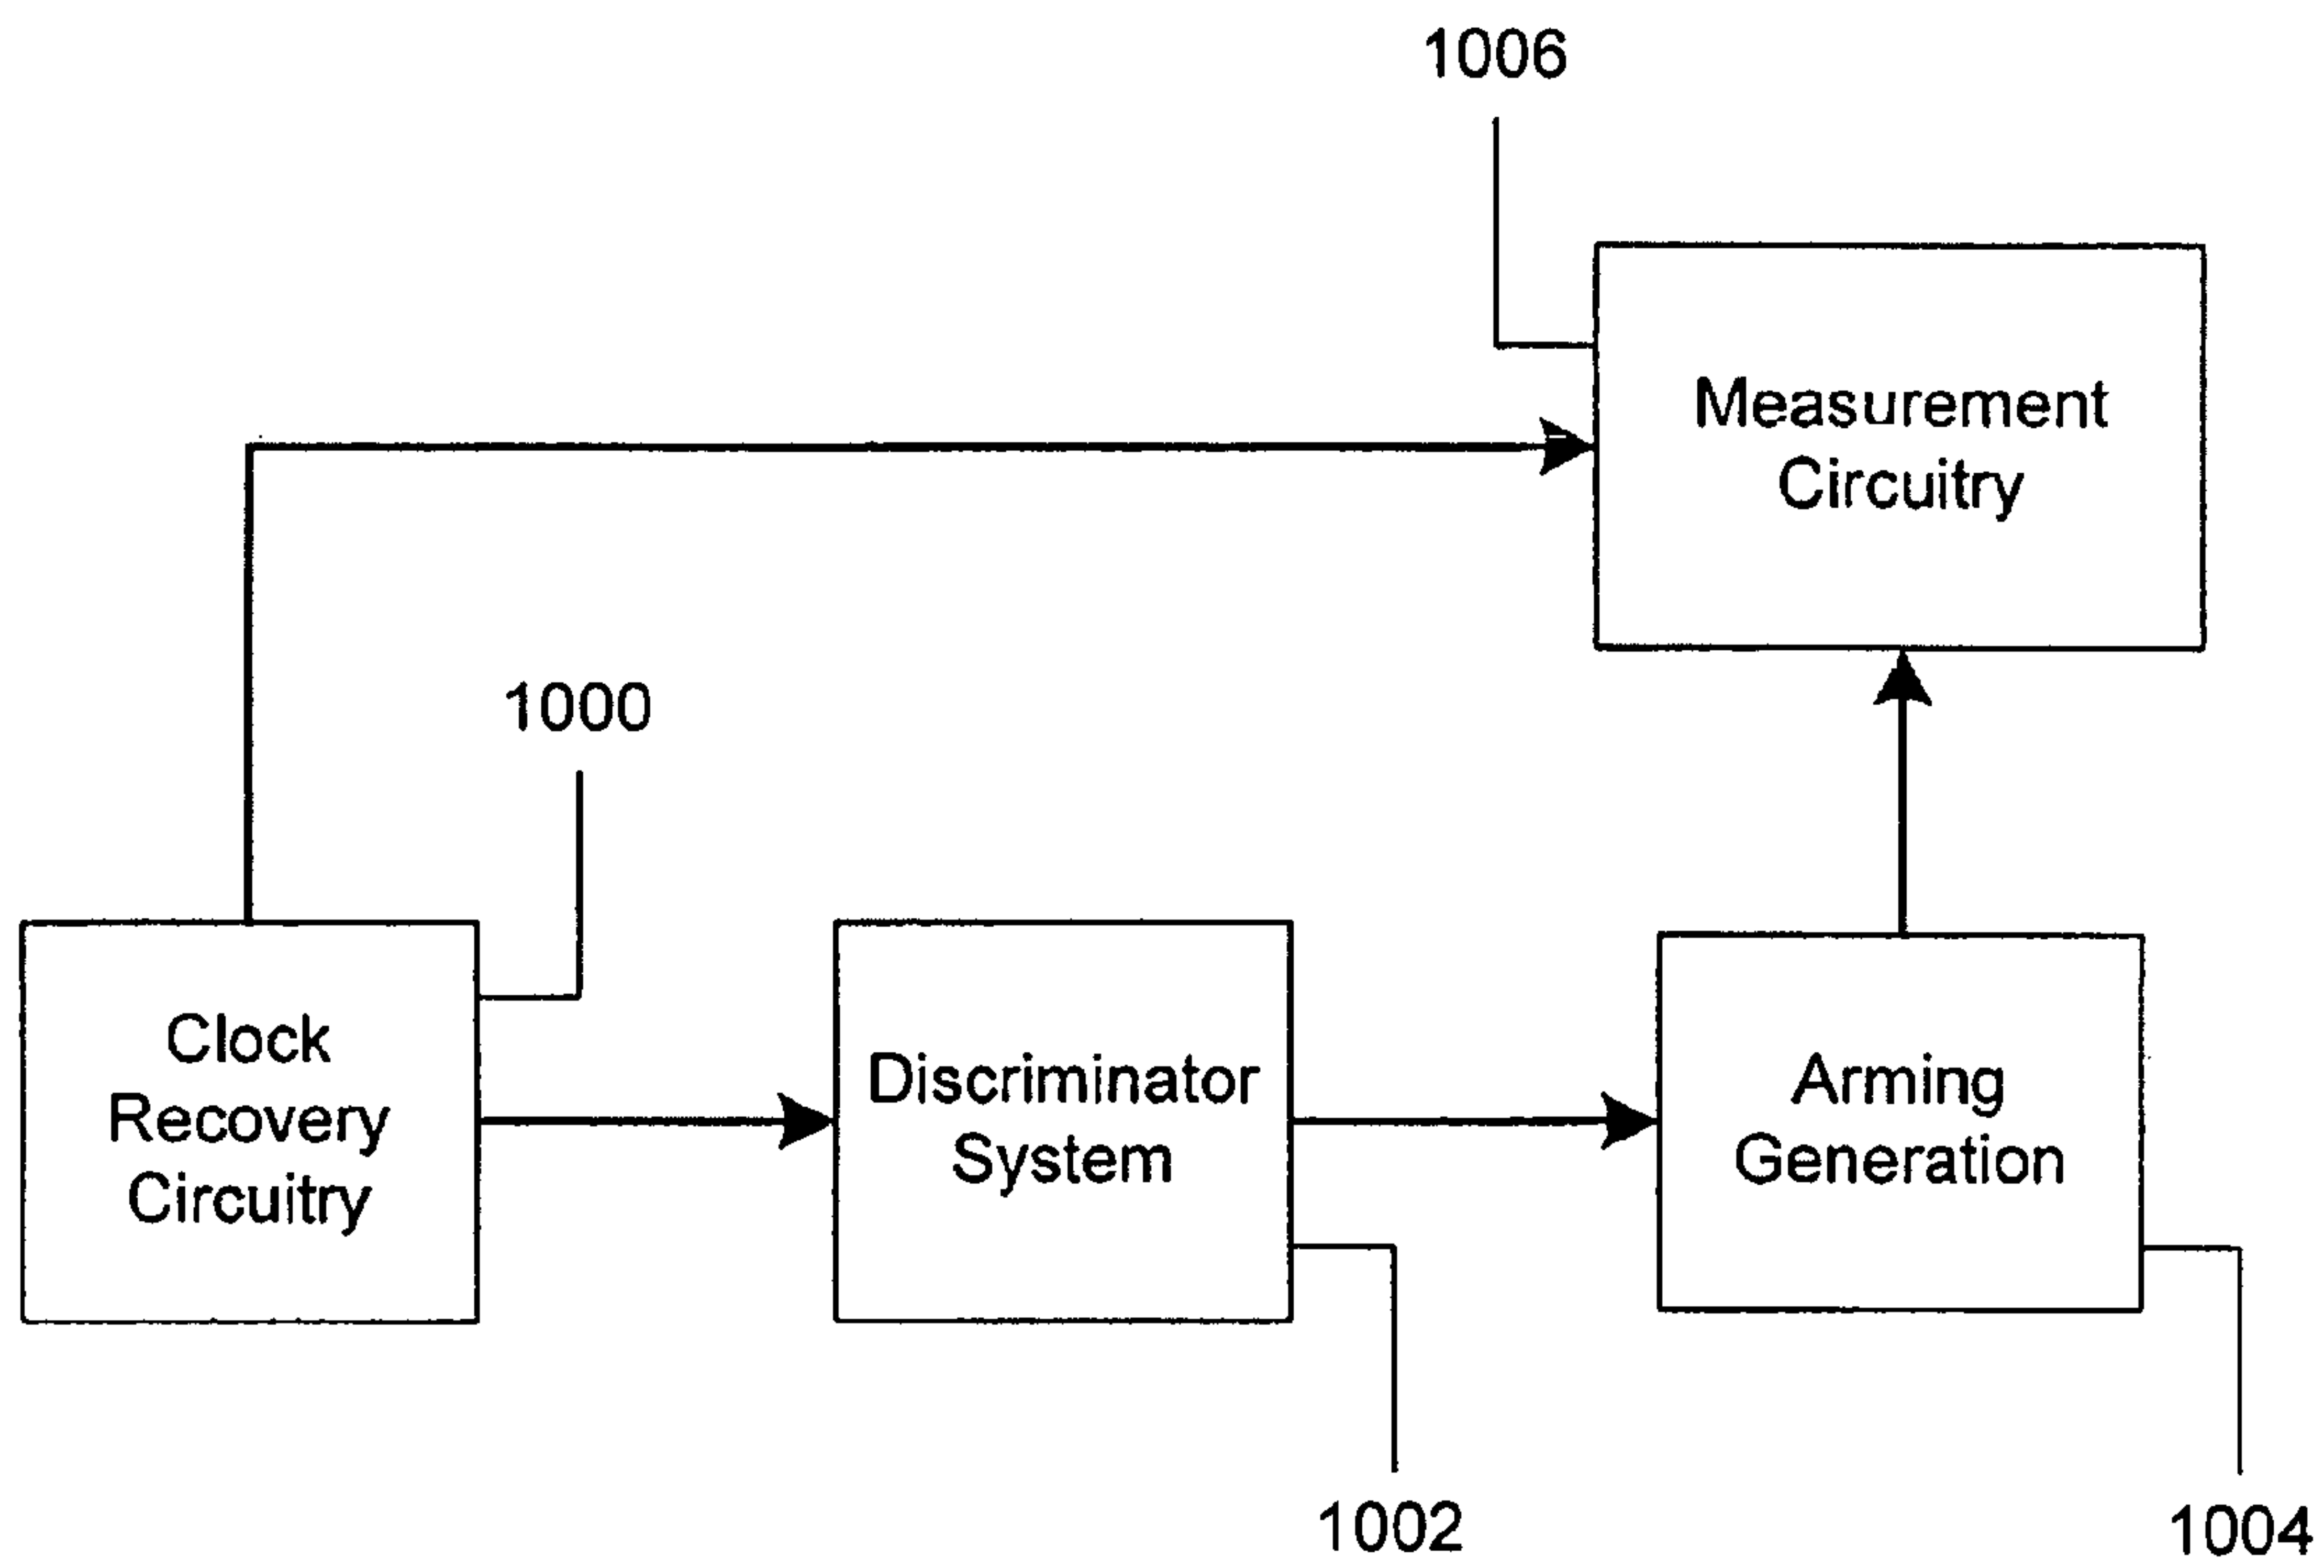 1006
Measurement
Circuitry
1000
Clock
Recovery
Circuitry
Discriminator
System
Arming
Generation
1002
1004